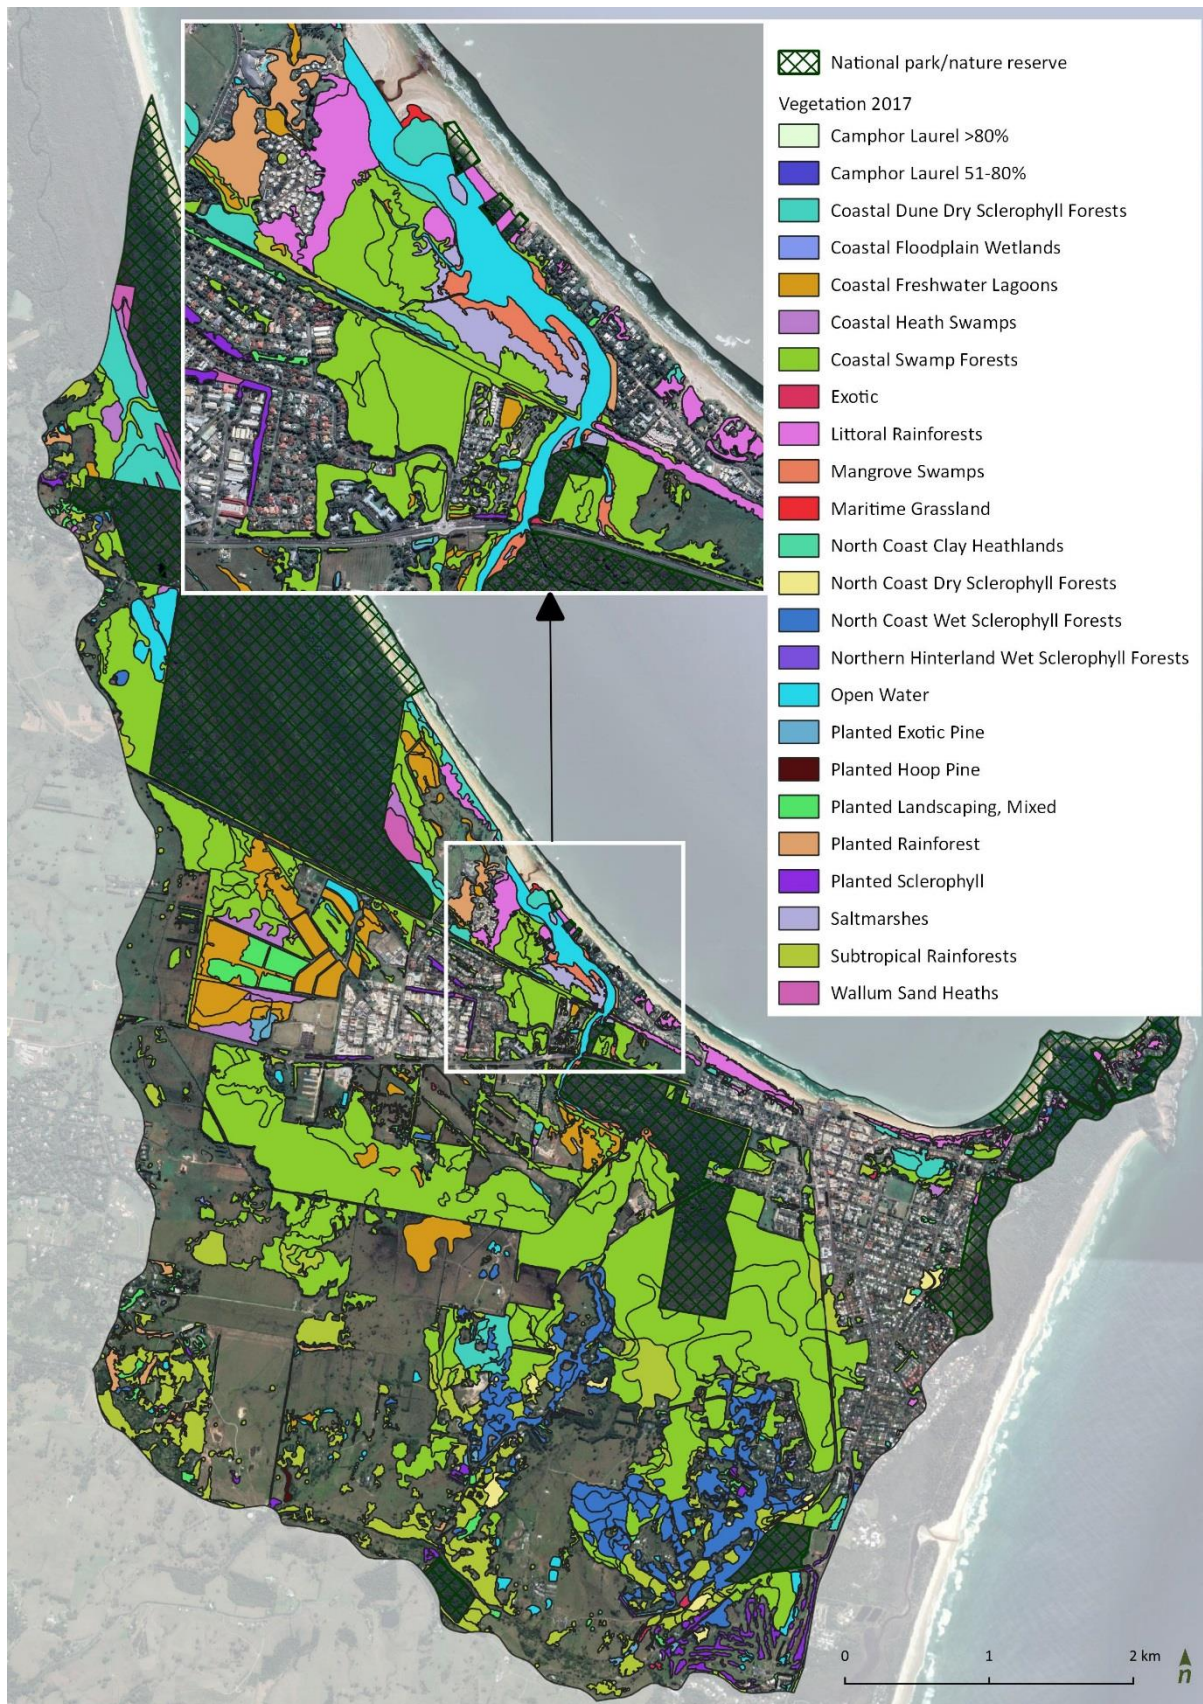 National park/nature reserve
Vegetation 2017
Camphor Laurel >80%
Camphor Laurel 51-80%
Coastal Dune Dry Sclerophyll Forests
Coastal Floodplain Wetlands
Coastal Freshwater Lagoons
Coastal Heath Swamps
Coastal Swamp Forests
Exotic
Littoral Rainforests
Mangrove Swamps
Maritime Grassland
North Coast Clay Heathlands
North Coast Dry Sclerophyll Forests
North Coast Wet Sclerophyll Forests
Northern Hinterland Wet Sclerophyll Forests
Open Water
Planted Exotic Pine
Planted Hoop Pine
Planted Landscaping, Mixed
Planted Rainforest
Planted Sclerophyll
Saltmarshes
Subtropical Rainforests
Wallum Sand Heaths
0 1 2 km
n